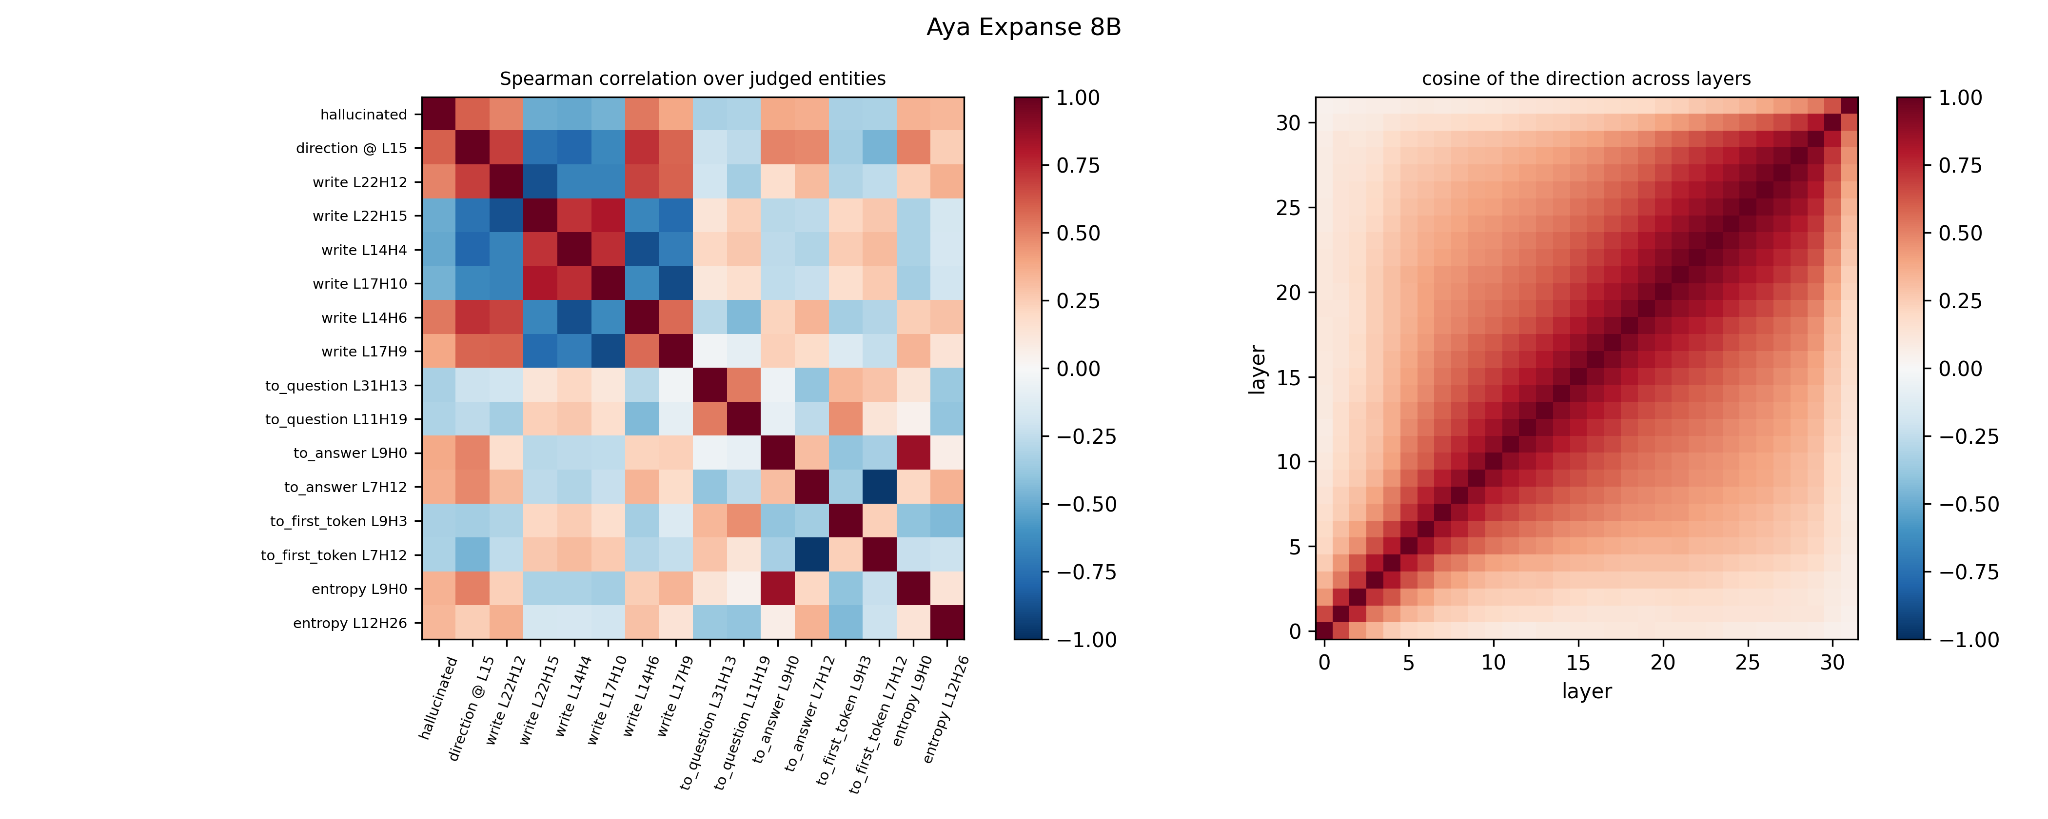 Aya Expanse 8B
Spearman correlation over judged entities
hallucinated
direction @ L15
write L22H12
write L22H15
write L14H4
write L17H10
write L14H6
write L17H9
to_question L31H13
to_question L11H19
to_answer L9H0
to_answer L7H12
to_first_token L9H3
to_first_token L7H12
entropy L9H0
entropy L12H26
hallucinated
direction @ L15
write L22H12
write L22H15
write L14H4
write L17H10
write L14H6
write L17H9
to_question L31H13
to_question L11H19
to_answer L9H0
to_answer L7H12
to_first_token L9H3
to_first_token L7H12
entropy L9H0
entropy L12H26
1.00
0.75
0.50
0.25
0.00
−0.25
−0.50
−0.75
−1.00
cosine of the direction across layers
layer
30
25
20
15
10
5
0
0 5 10 15 20 25 30
layer
1.00
0.75
0.50
0.25
0.00
−0.25
−0.50
−0.75
−1.00